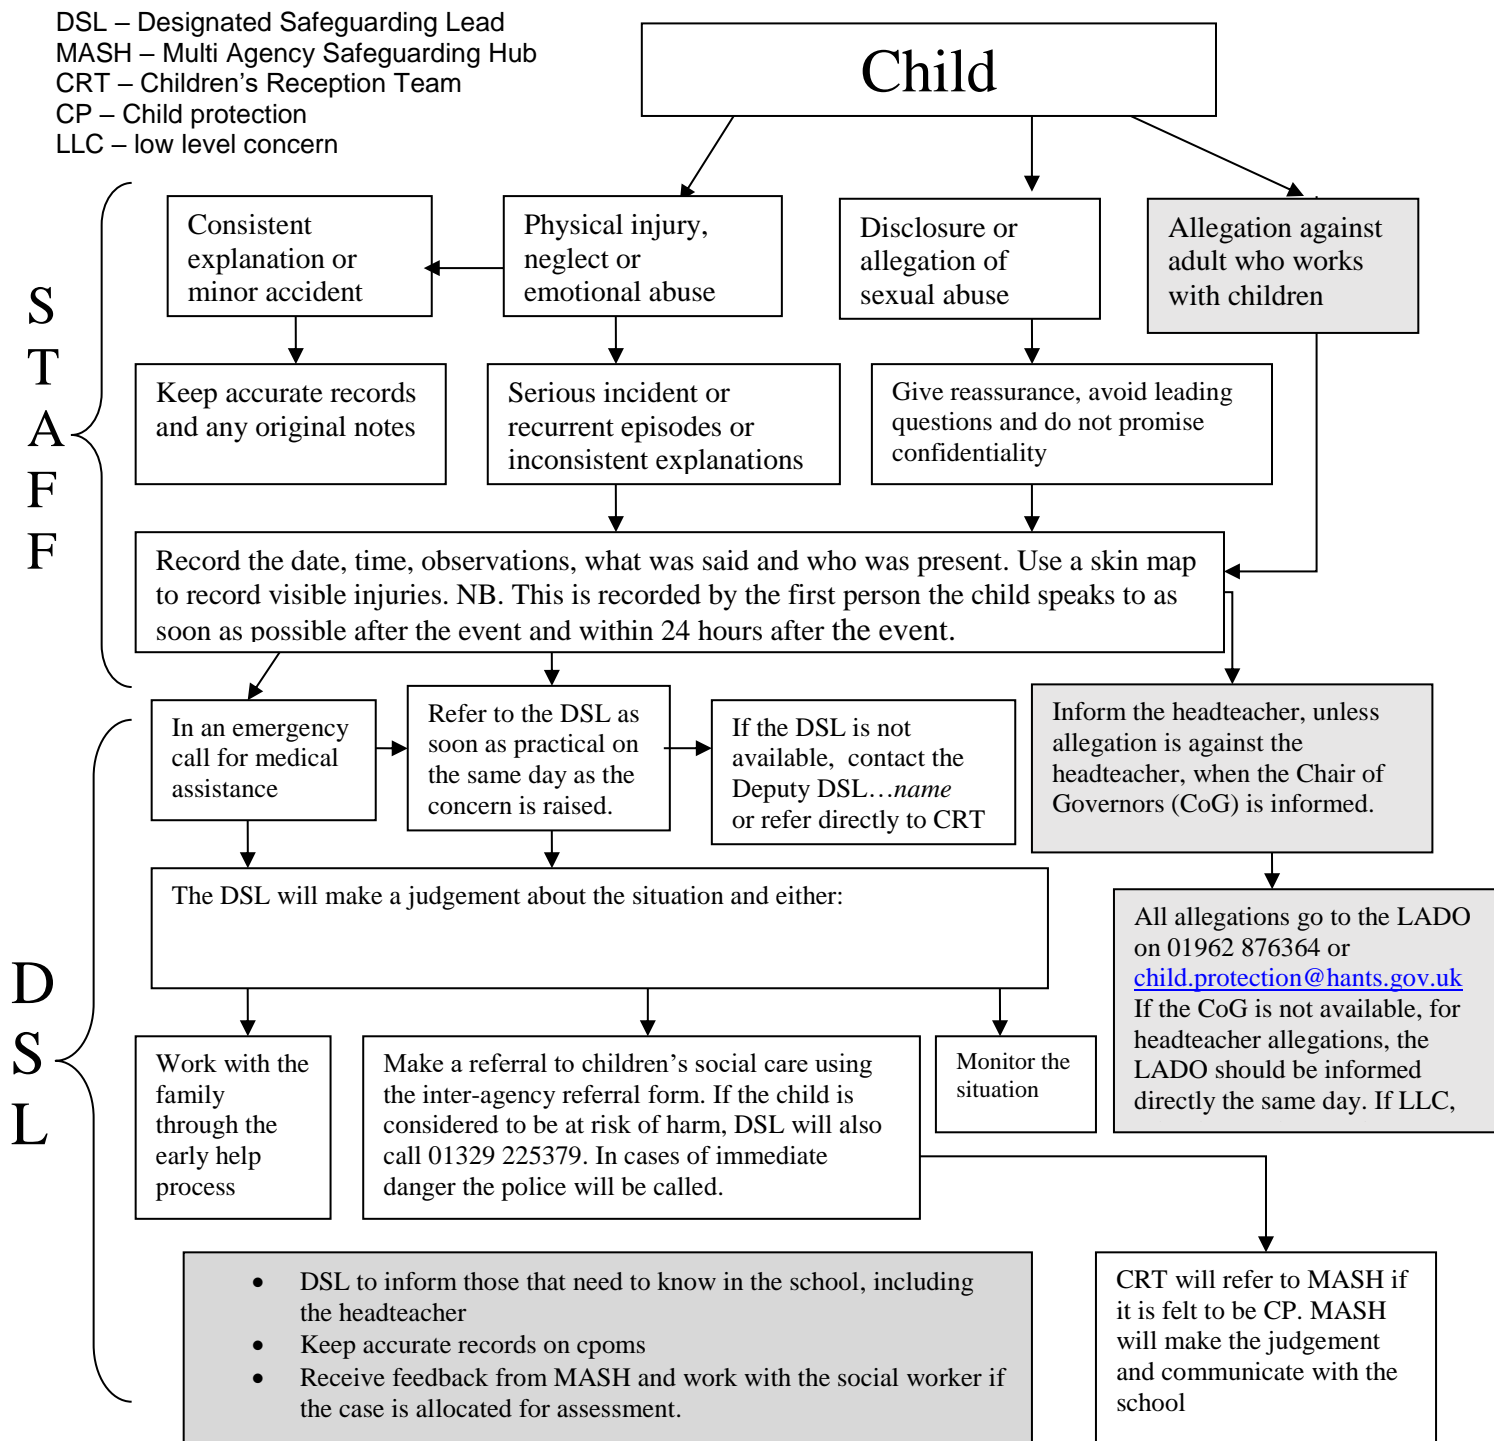 DSL – Designated Safeguarding Lead
MASH – Multi Agency Safeguarding Hub
CRT – Children's Reception Team
CP – Child protection
LLC – low level concern
Child
S
T
A
F
F
Consistent
explanation or
minor accident
Physical injury,
neglect or
emotional abuse
Disclosure or
allegation of
sexual abuse
Allegation against
adult who works
with children
Keep accurate records
and any original notes
Serious incident or
recurrent episodes or
inconsistent explanations
Give reassurance, avoid leading
questions and do not promise
confidentiality
Record the date, time, observations, what was said and who was present. Use a skin map
to record visible injuries. NB. This is recorded by the first person the child speaks to as
soon as possible after the event and within 24 hours after the event.
D
S
L
In an emergency
call for medical
assistance
Refer to the DSL as
soon as practical on
the same day as the
concern is raised.
If the DSL is not
available,  contact the
Deputy DSL…name
or refer directly to CRT
Inform the headteacher, unless
allegation is against the
headteacher, when the Chair of
Governors (CoG) is informed.
The DSL will make a judgement about the situation and either:
All allegations go to the LADO
on 01962 876364 or
child.protection@hants.gov.uk
If the CoG is not available, for
headteacher allegations, the
LADO should be informed
directly the same day. If LLC,
Work with the
family
through the
early help
process
Make a referral to children's social care using
the inter-agency referral form. If the child is
considered to be at risk of harm, DSL will also
call 01329 225379. In cases of immediate
danger the police will be called.
Monitor the
situation
• DSL to inform those that need to know in the school, including
the headteacher
• Keep accurate records on cpoms
• Receive feedback from MASH and work with the social worker if
the case is allocated for assessment.
CRT will refer to MASH if
it is felt to be CP. MASH
will make the judgement
and communicate with the
school